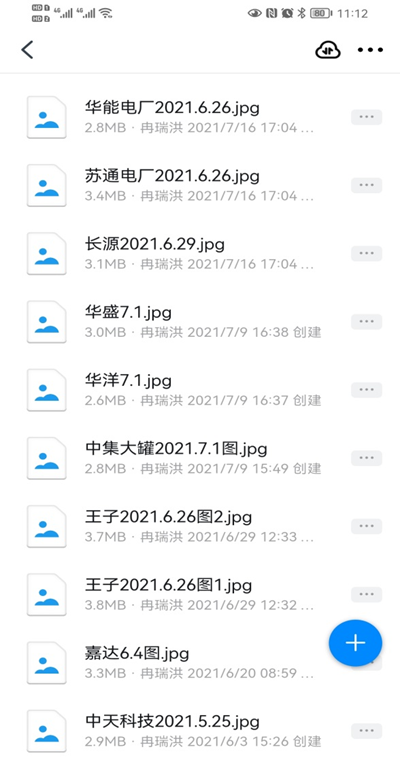 HD 1 4G 4G 80 11:12
HD 2
华能电厂2021.6.26.jpg
2.8MB · 冉瑞洪 2021/7/16 17:04 ...
苏通电厂2021.6.26.jpg
3.4MB · 冉瑞洪 2021/7/16 17:04 ...
长源2021.6.29.jpg
3.1MB · 冉瑞洪 2021/7/16 17:04 ...
华盛7.1.jpg
3.0MB · 冉瑞洪 2021/7/9 16:38 创建
华洋7.1.jpg
2.6MB · 冉瑞洪 2021/7/9 16:37 创建
中集大罐2021.7.1图.jpg
2.8MB · 冉瑞洪 2021/7/9 15:49 创建
王子2021.6.26图2.jpg
3.7MB · 冉瑞洪 2021/6/29 12:33 ...
王子2021.6.26图1.jpg
3.8MB · 冉瑞洪 2021/6/29 12:32 ...
嘉达6.4图.jpg
3.3MB · 冉瑞洪 2021/6/20 08:59 ...
中天科技2021.5.25.jpg
2.9MB · 冉瑞洪 2021/6/3 15:26 创建